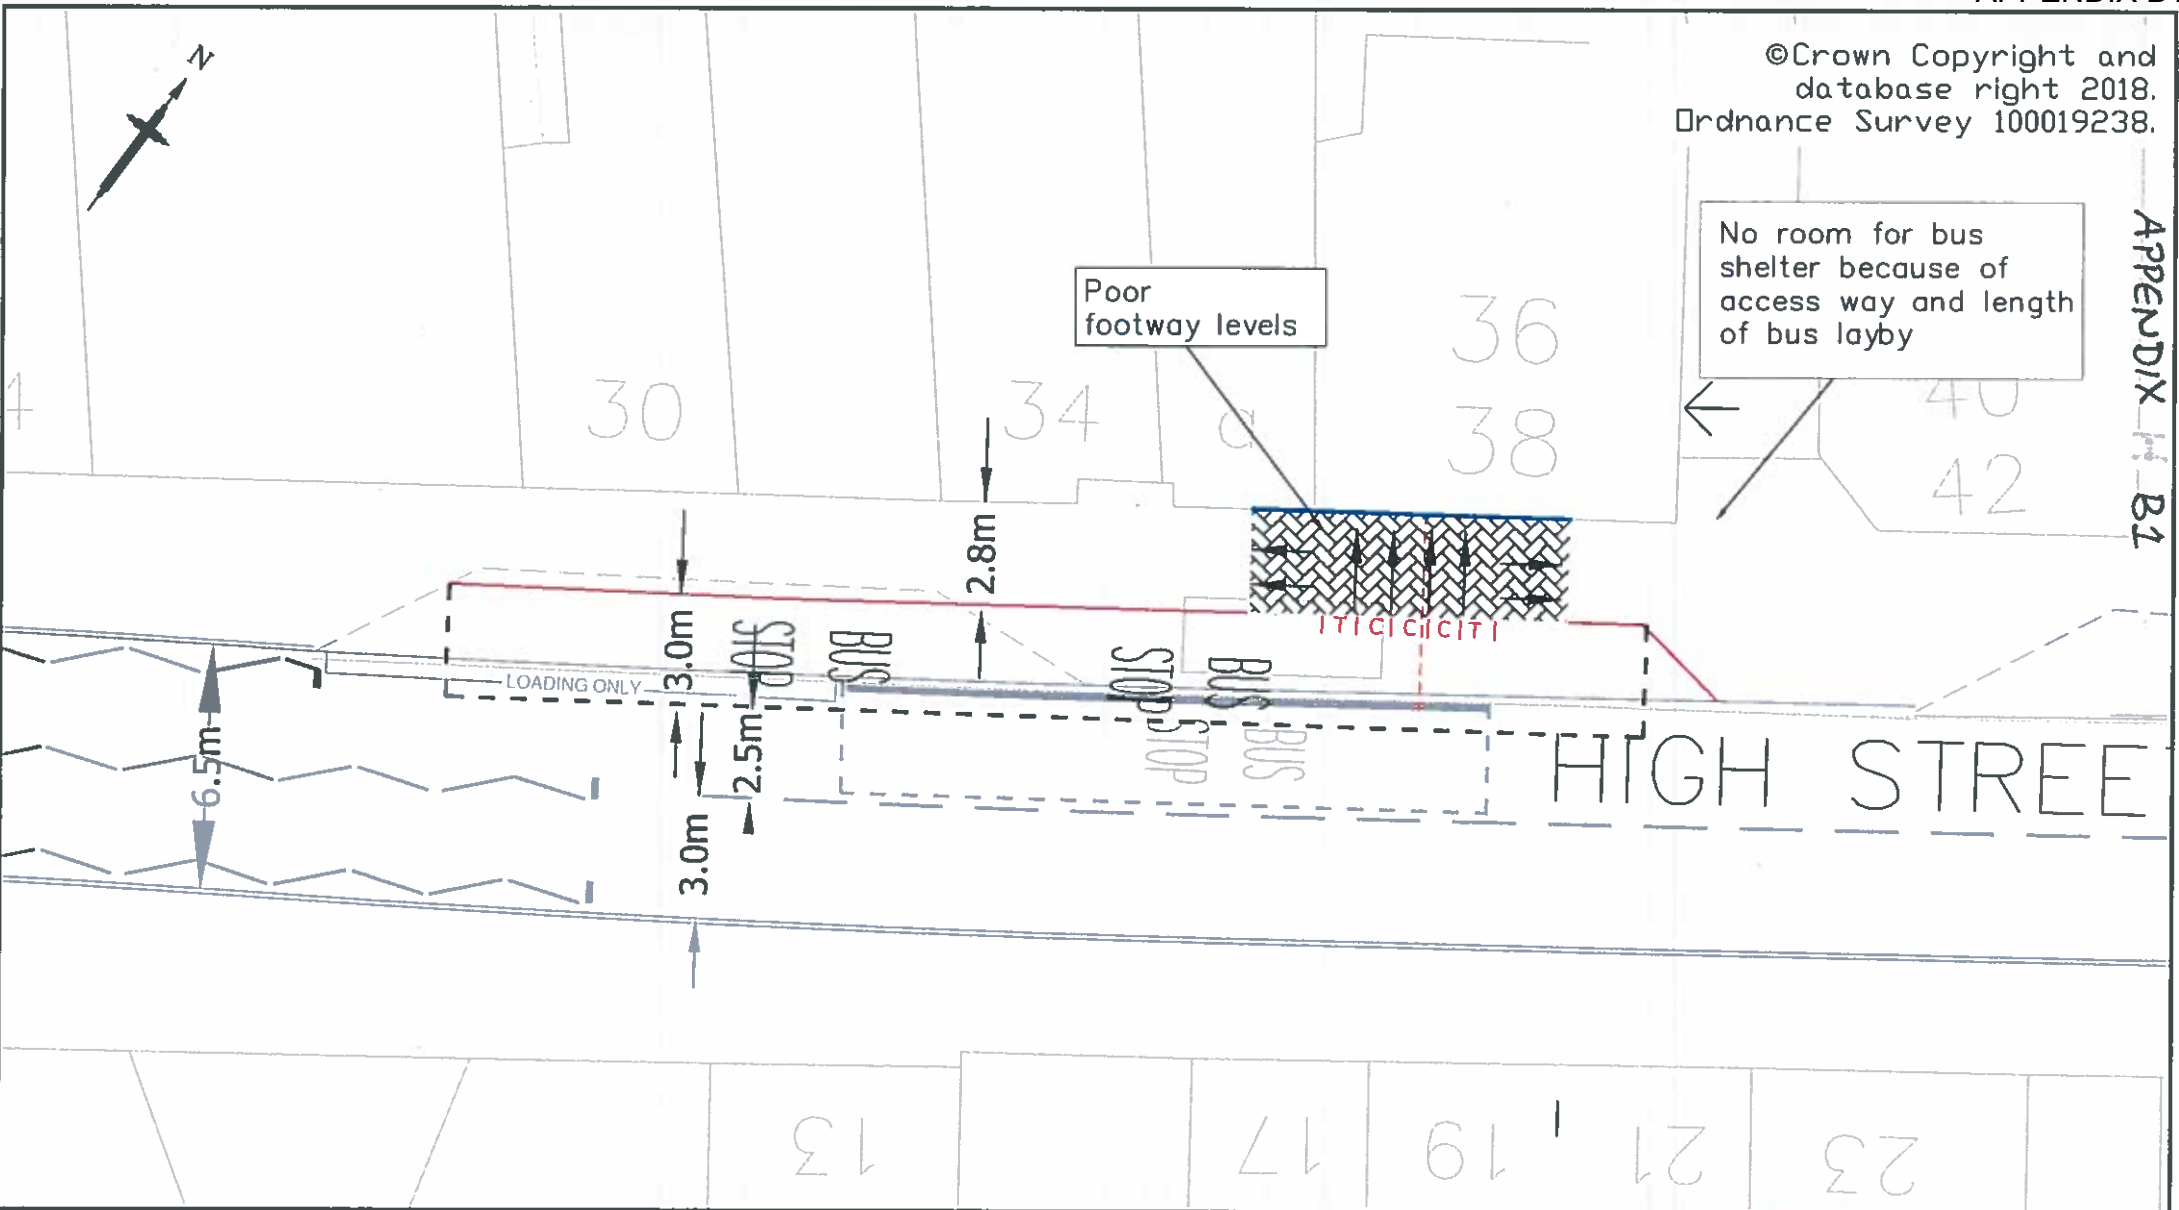 ©Crown Copyright and
database right 2018.
Ordnance Survey 100019238.
N
APPENDIX B1
No room for bus
shelter because of
access way and length
of bus layby
Poor
footway levels
36
38
30
34
a
40
42
2.8m
3.0m
2.5m
3.0m
6.5m
LOADING ONLY
BUS
STOP
BUS
STOP
BUS
STOP
|T|C|C|C|T|
HIGH STREE
13
17
19
21
23